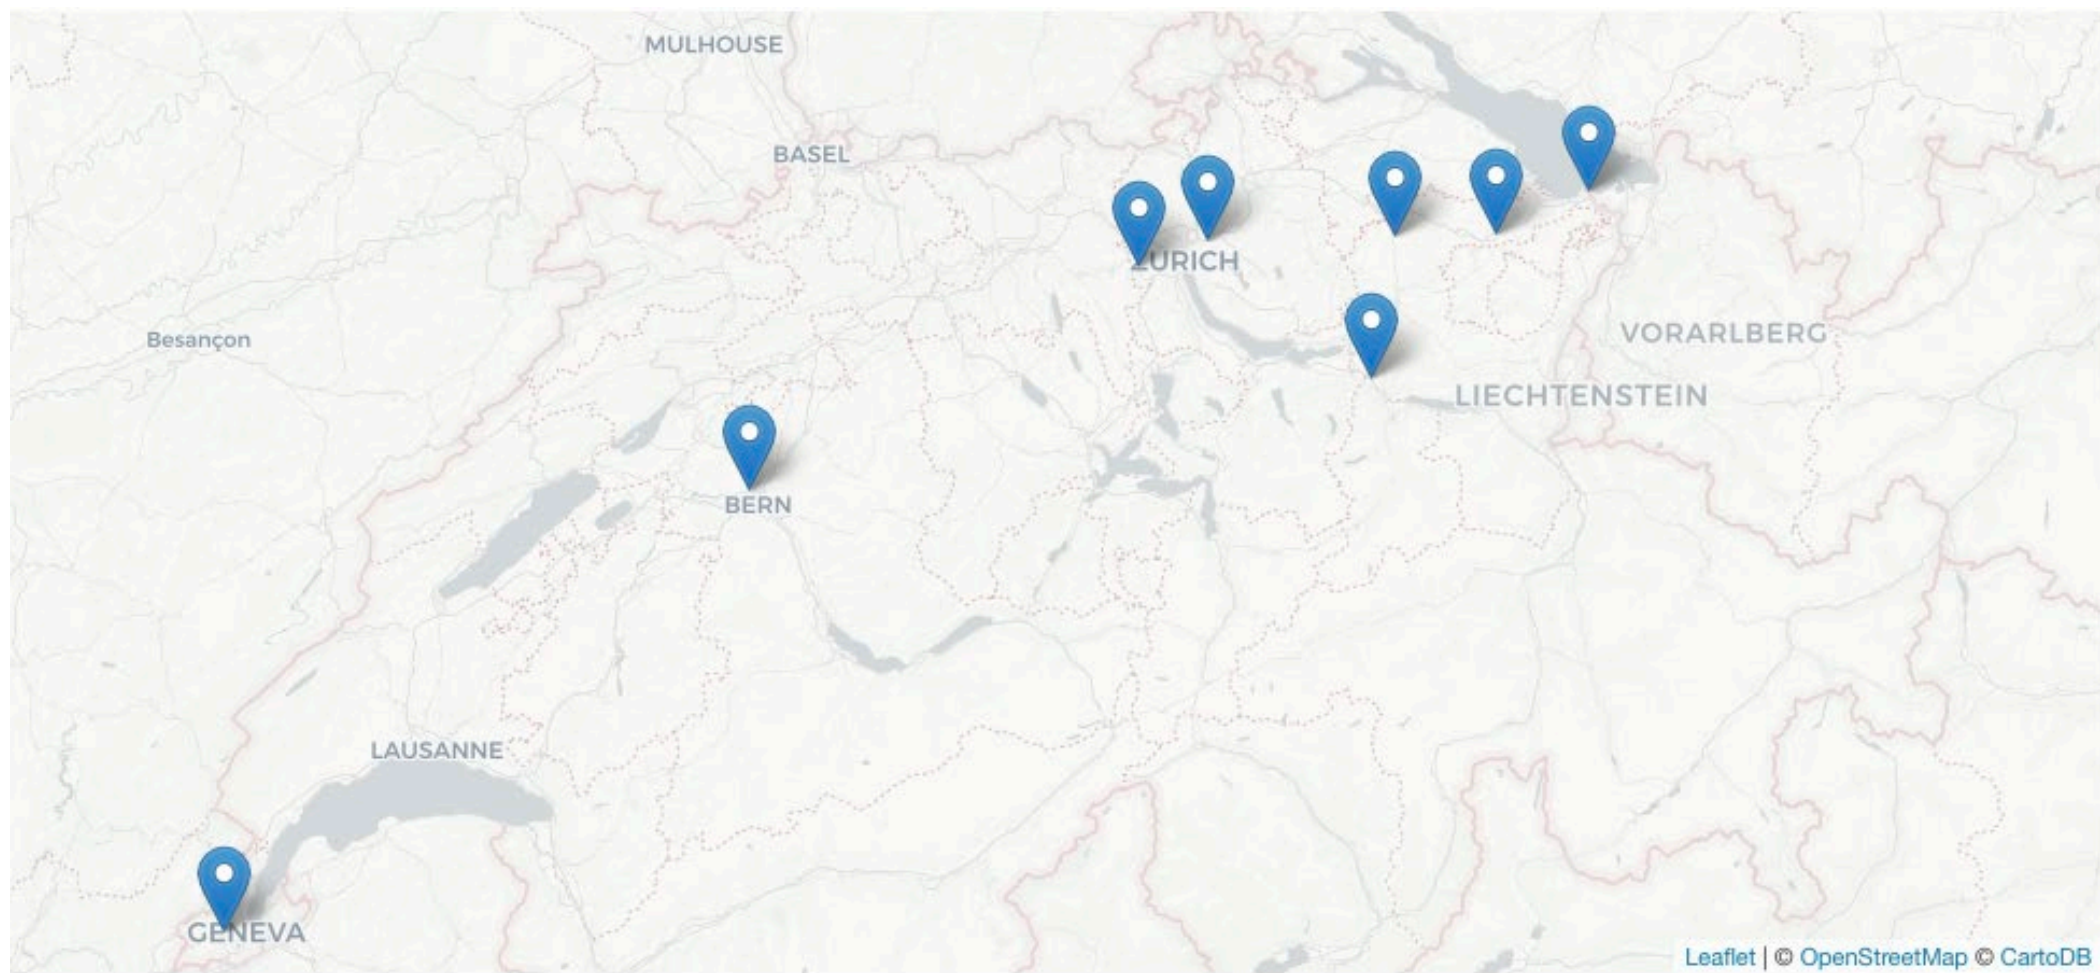 MULHOUSE
BASEL
ZURICH
Besançon
VORARLBERG
LIECHTENSTEIN
BERN
LAUSANNE
GENEVA
Leaflet | © OpenStreetMap © CartoDB